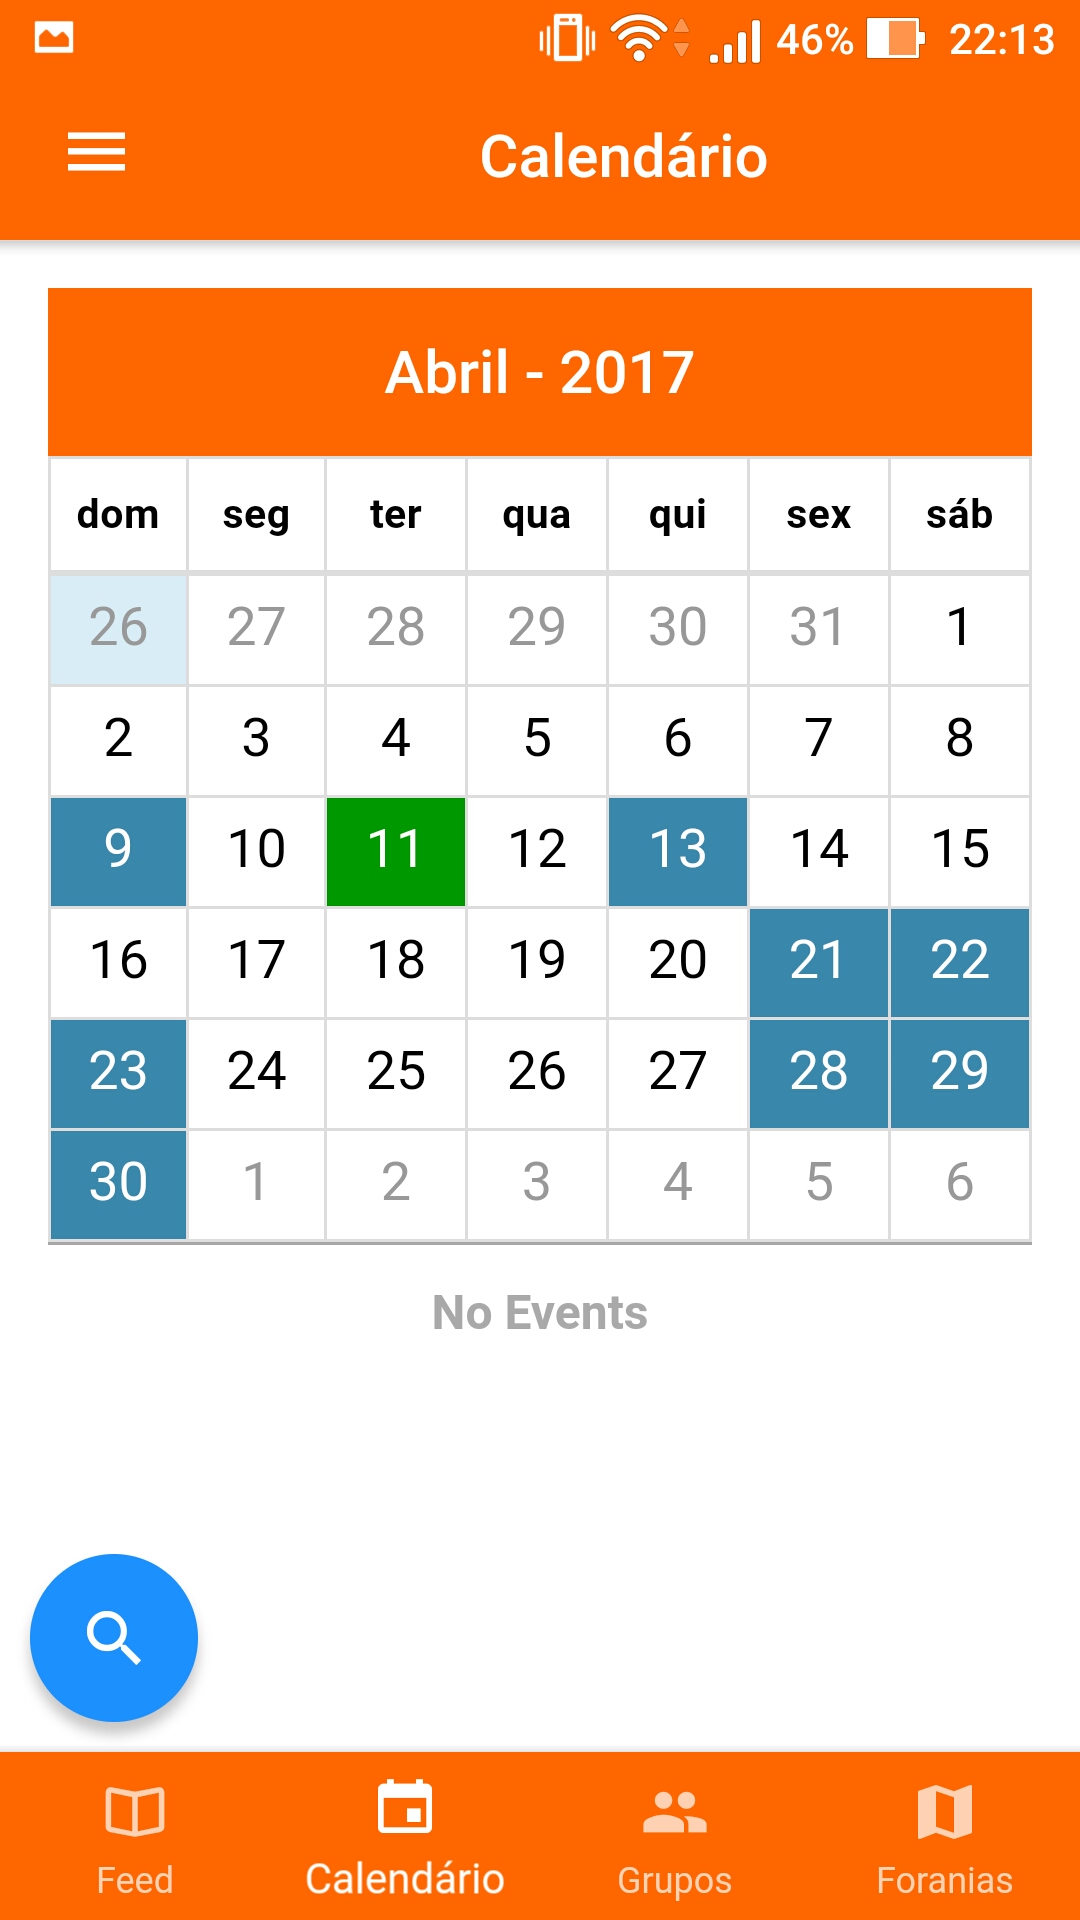 46% 22:13
Calendário
Abril - 2017
dom seg ter qua qui sex sáb
26 27 28 29 30 31 1
2 3 4 5 6 7 8
9 10 11 12 13 14 15
16 17 18 19 20 21 22
23 24 25 26 27 28 29
30 1 2 3 4 5 6
No Events
Feed Calendário Grupos Foranias